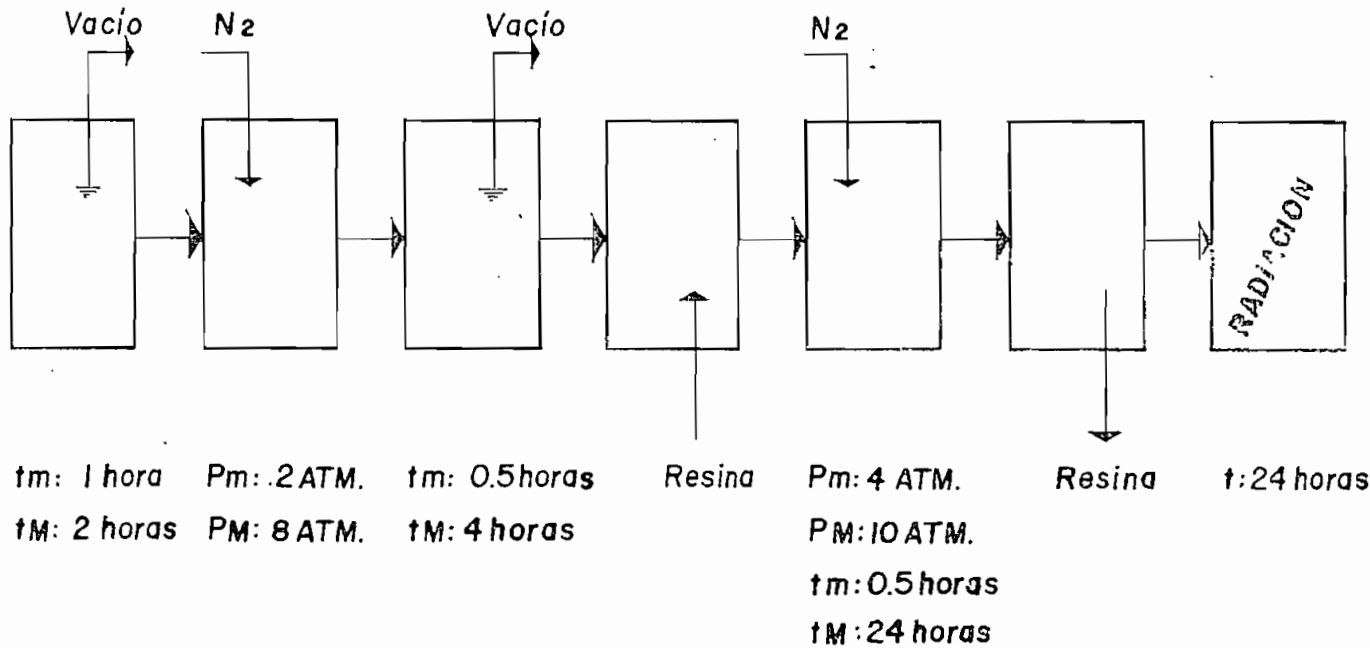 Vacío
N2
Vacío
N2
RADIACION
tm: 1 hora
tM: 2 horas
Pm: .2 ATM.
PM: 8 ATM.
tm: 0.5 horas
tM: 4 horas
Resina
Pm: 4 ATM.
PM: 10 ATM.
tm: 0.5 horas
tM: 24 horas
Resina
t: 24 horas